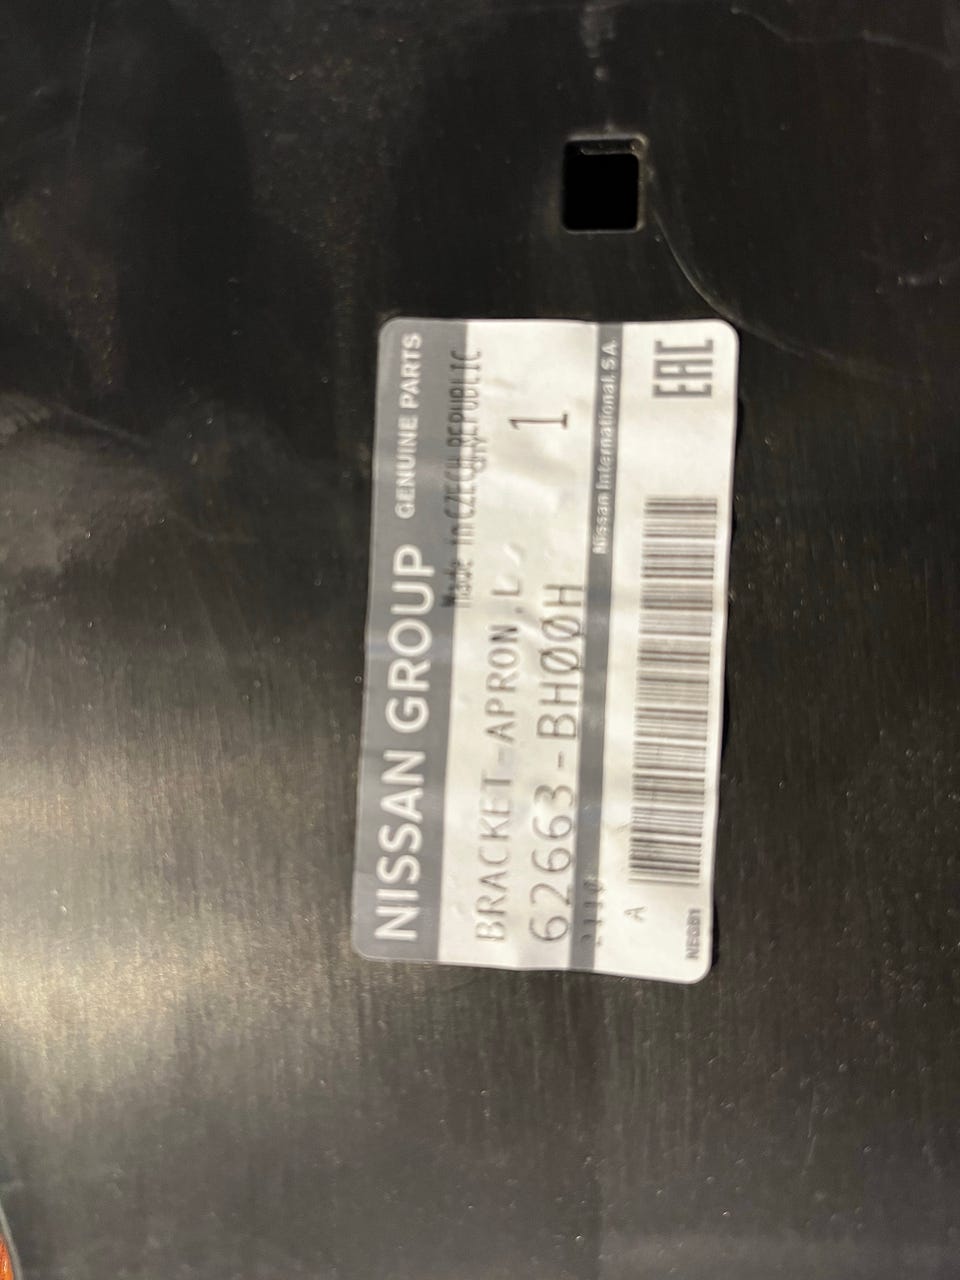 NISSAN GROUP GENUINE PARTS
Made in CZECH REPUBLIC
BRACKET-APRON,L
QTY
62663-BH00H 1
Nissan International, S.A.
A
EAC